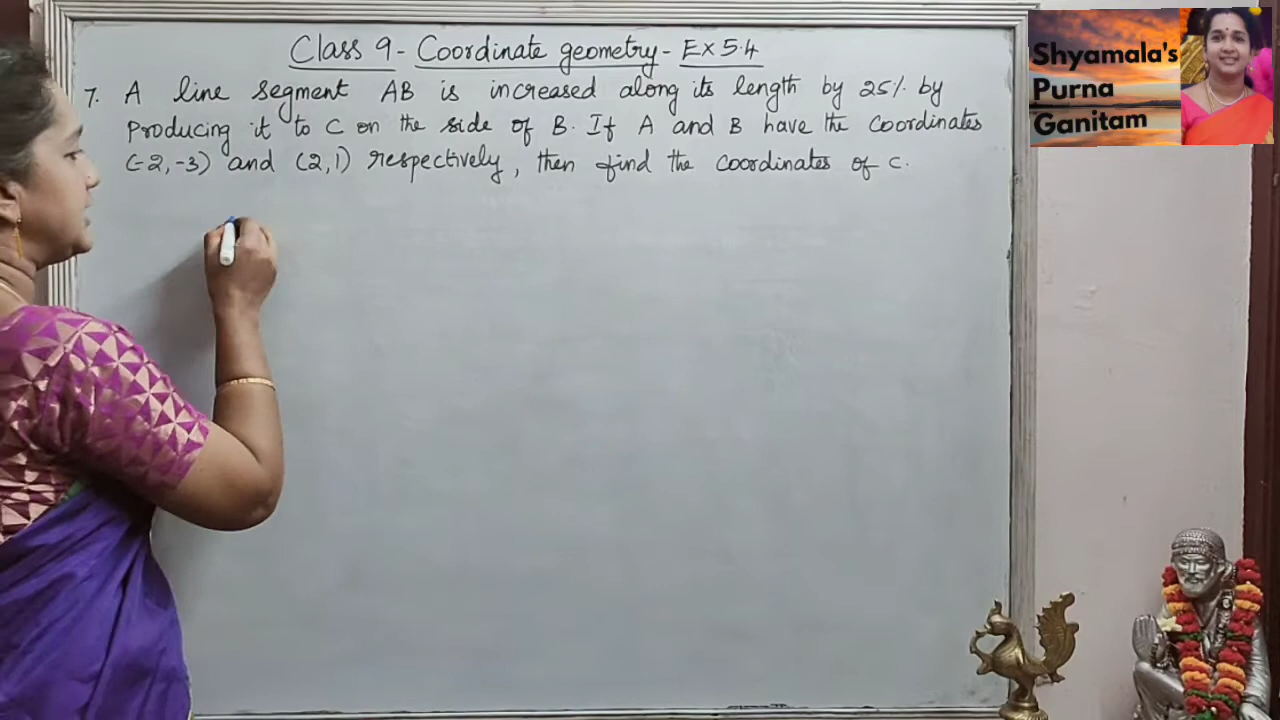 Class 9 - Coordinate geometry - Ex 5.4
7. A line segment AB is increased along its length by 25% by
producing it to C on the side of B. If A and B have the coordinates
(-2,-3) and (2,1) respectively, then find the coordinates of C.
Shyamala's
Purna
Ganitam